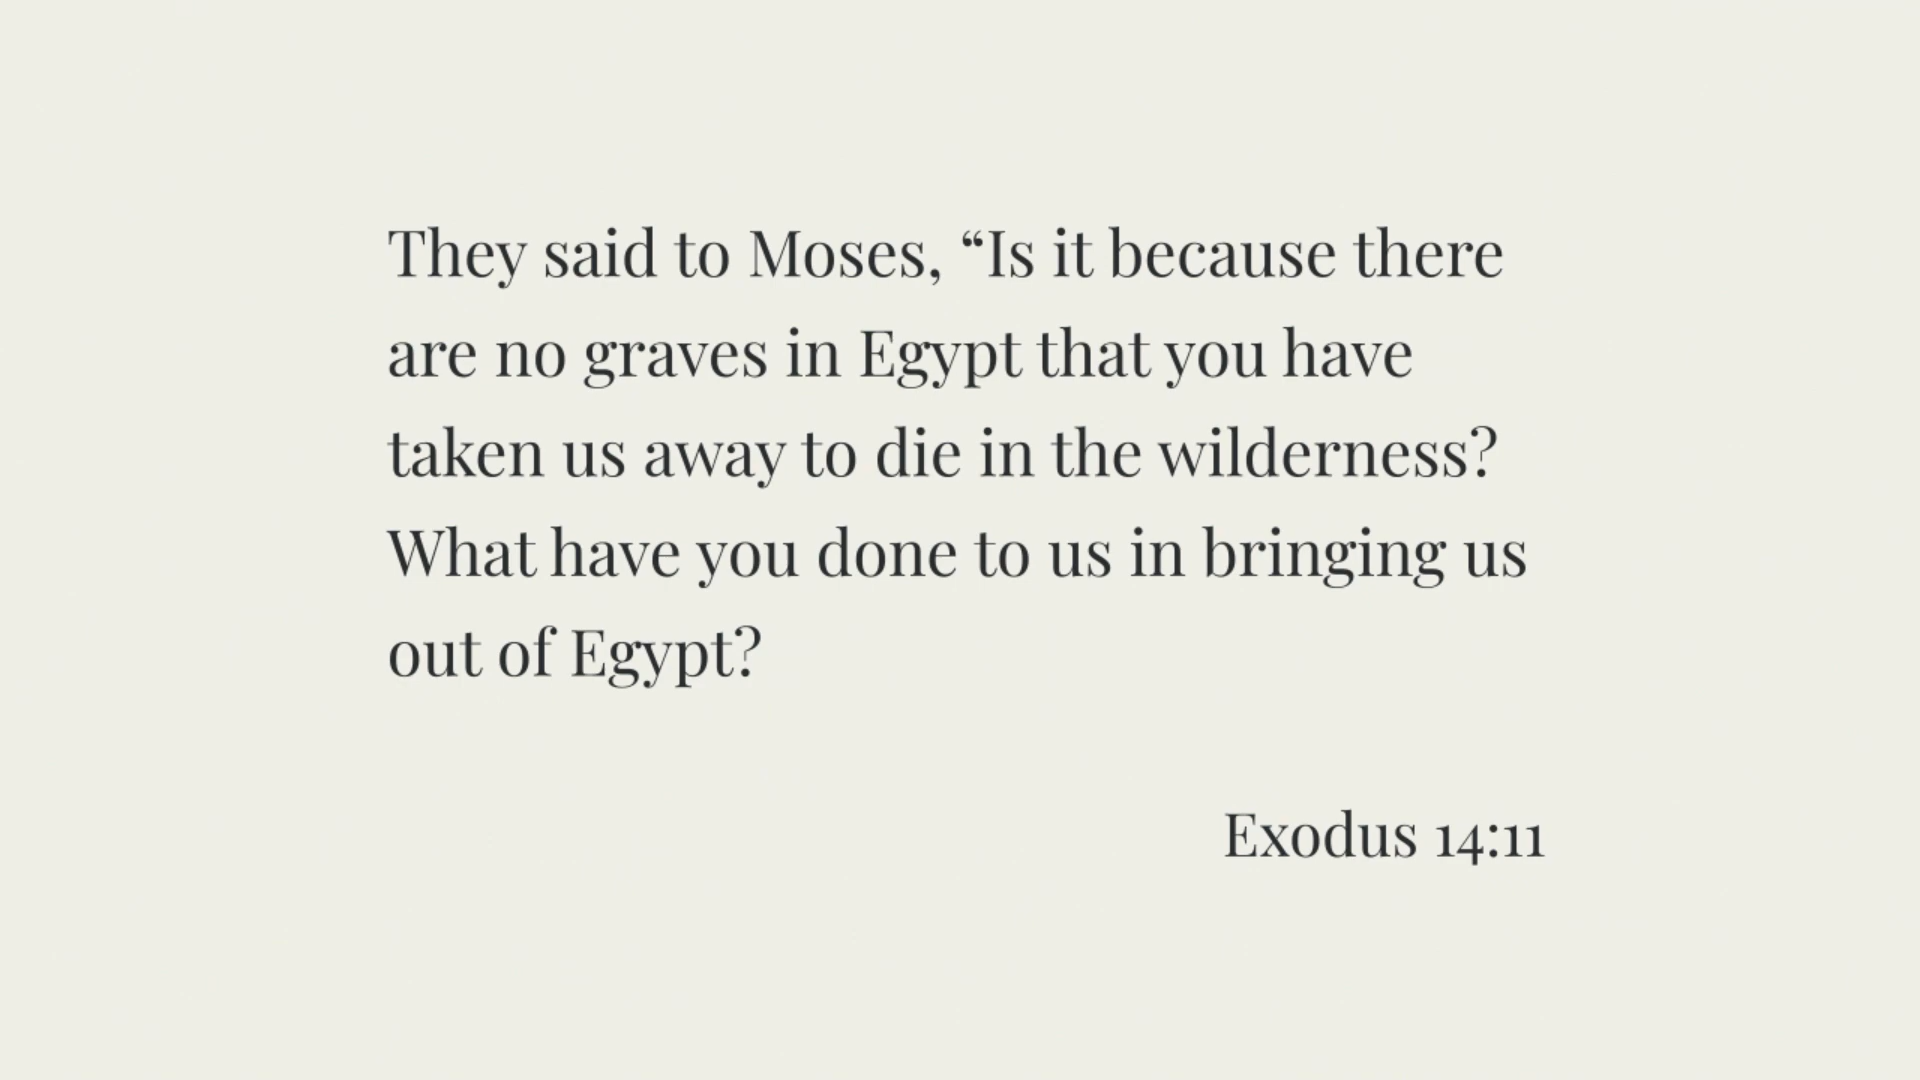 They said to Moses, “Is it because there
are no graves in Egypt that you have
taken us away to die in the wilderness?
What have you done to us in bringing us
out of Egypt?
Exodus 14:11